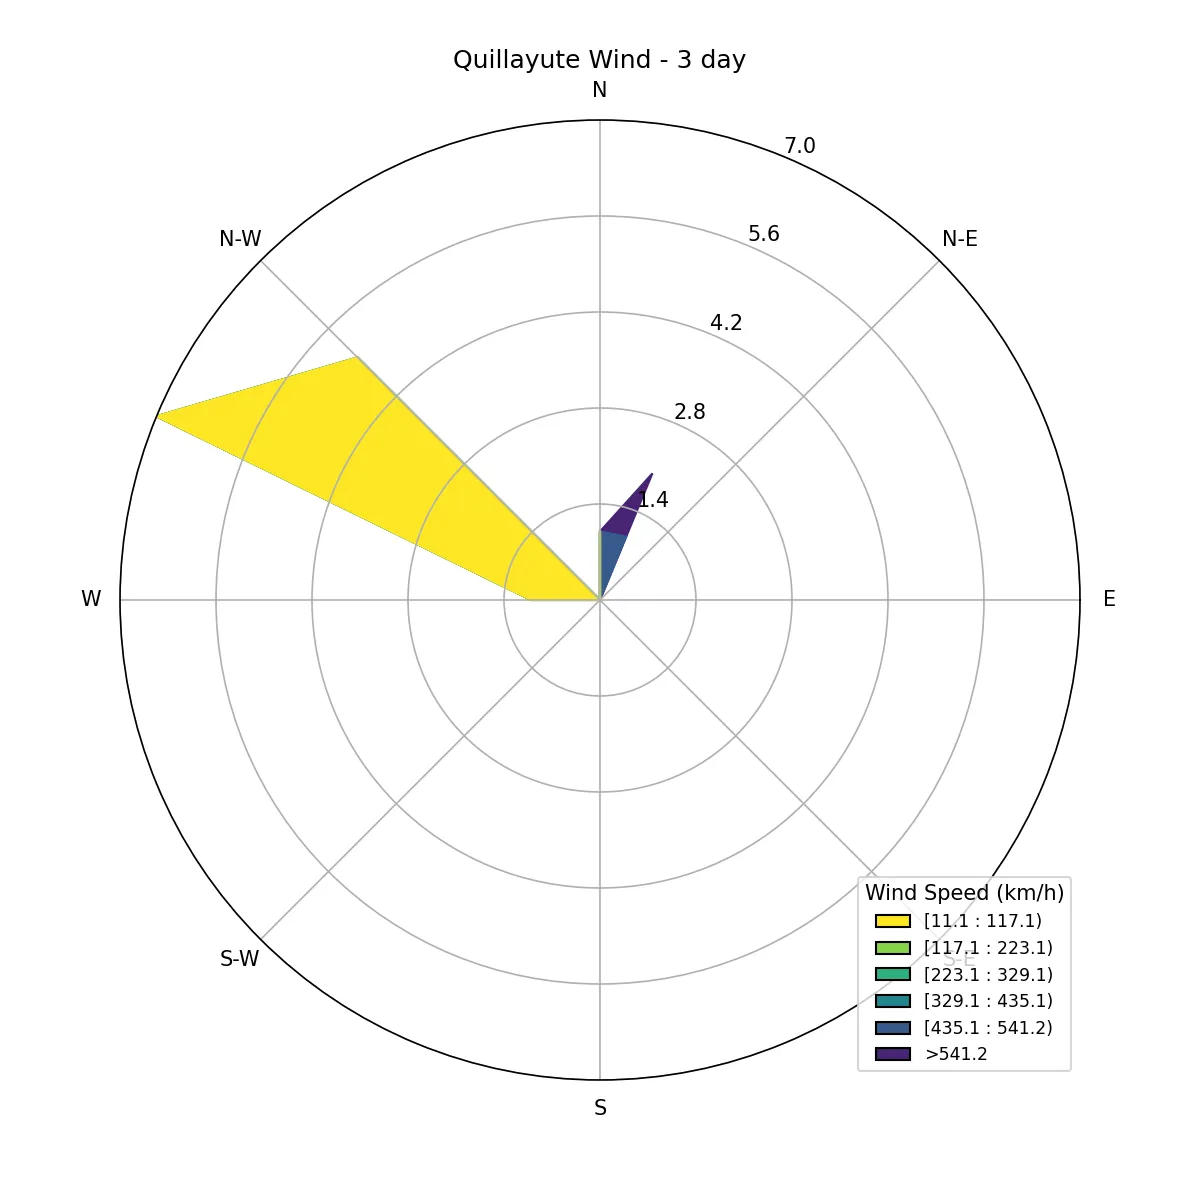 Quillayute Wind - 3 day
N
7.0
N-W
5.6
N-E
4.2
2.8
1.4
W
E
Wind Speed (km/h)
[11.1 : 117.1)
[117.1 : 223.1)
S-W
S-E
[223.1 : 329.1)
[329.1 : 435.1)
[435.1 : 541.2)
>541.2
S